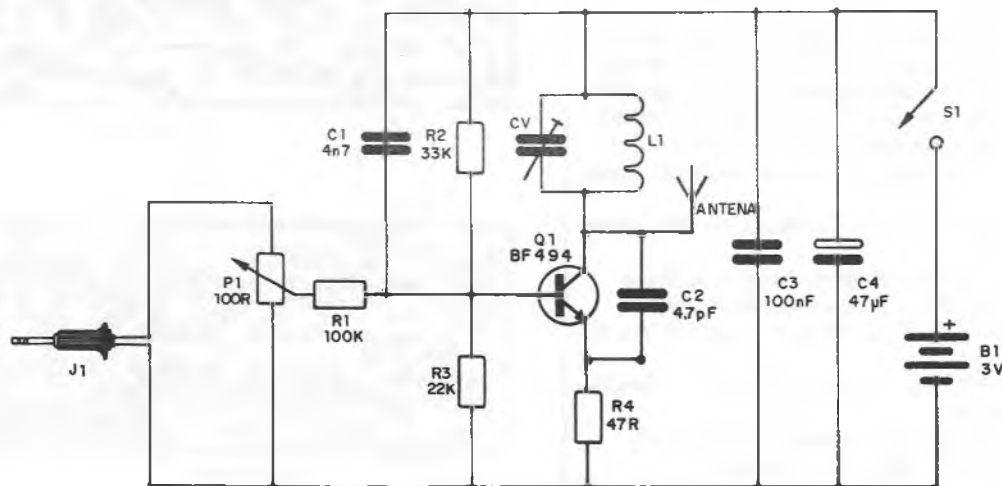 C1
4n7
R2
33K
CV
L1
S1
ANTENA
Q1
BF494
P1
100R
R1
100K
C2
4,7pF
C3
100nF
C4
47µF
+
B1
3V
J1
R3
22K
R4
47R